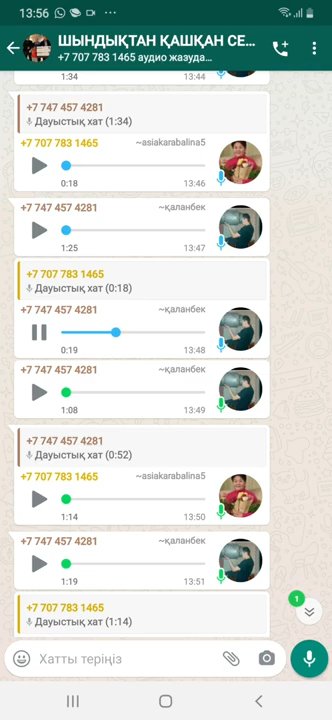 13:56
ШЫНДЫҚТАН ҚАШҚАН СЕ...
+7 707 783 1465 аудио жазуда...
1:34 13:44
+7 747 457 4281
Дауыстық хат (1:34)
+7 707 783 1465 ~asiakarabalina5
0:18 13:46
+7 747 457 4281 ~қаланбек
1:25 13:47
+7 707 783 1465
Дауыстық хат (0:18)
+7 747 457 4281 ~қаланбек
0:19 13:48
+7 747 457 4281 ~қаланбек
1:08 13:49
+7 747 457 4281
Дауыстық хат (0:52)
+7 707 783 1465 ~asiakarabalina5
1:14 13:50
+7 747 457 4281 ~қаланбек
1:19 13:51
1
+7 707 783 1465
Дауыстық хат (1:14)
Хатты теріңіз